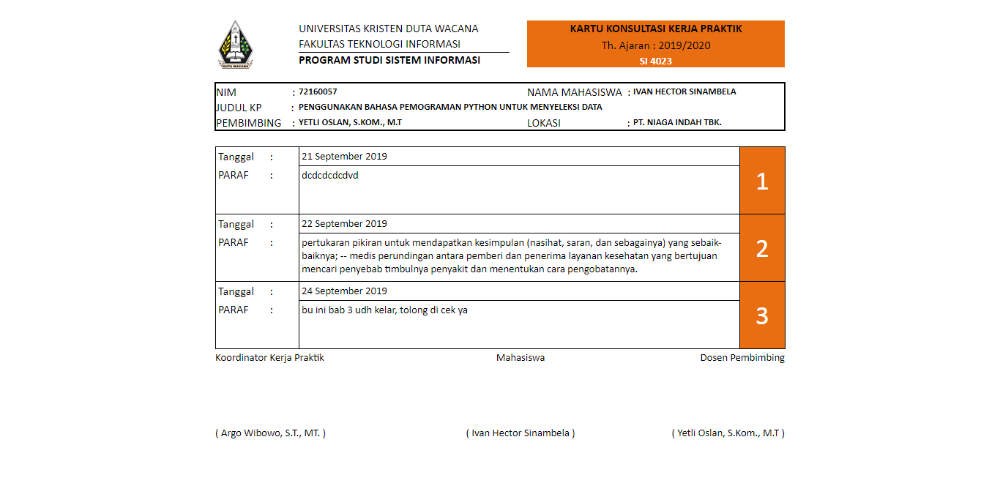 UNIVERSITAS KRISTEN DUTA WACANA
FAKULTAS TEKNOLOGI INFORMASI
PROGRAM STUDI SISTEM INFORMASI
DUTA WACANA
KARTU KONSULTASI KERJA PRAKTIK
Th. Ajaran : 2019/2020
SI 4023
NIM : 72160057 NAMA MAHASISWA : IVAN HECTOR SINAMBELA
JUDUL KP : PENGGUNAKAN BAHASA PEMOGRAMAN PYTHON UNTUK MENYELEKSI DATA
PEMBIMBING : YETLI OSLAN, S.KOM., M.T LOKASI : PT. NIAGA INDAH TBK.
Tanggal : 21 September 2019
PARAF : dcdcdcdcdvd
1
Tanggal : 22 September 2019
PARAF : pertukaran pikiran untuk mendapatkan kesimpulan (nasihat, saran, dan sebagainya) yang sebaik-
baiknya; -- medis perundingan antara pemberi dan penerima layanan kesehatan yang bertujuan
mencari penyebab timbulnya penyakit dan menentukan cara pengobatannya.
2
Tanggal : 24 September 2019
PARAF : bu ini bab 3 udh kelar, tolong di cek ya
3
Koordinator Kerja Praktik Mahasiswa Dosen Pembimbing
( Argo Wibowo, S.T., MT. ) ( Ivan Hector Sinambela ) ( Yetli Oslan, S.Kom., M.T )